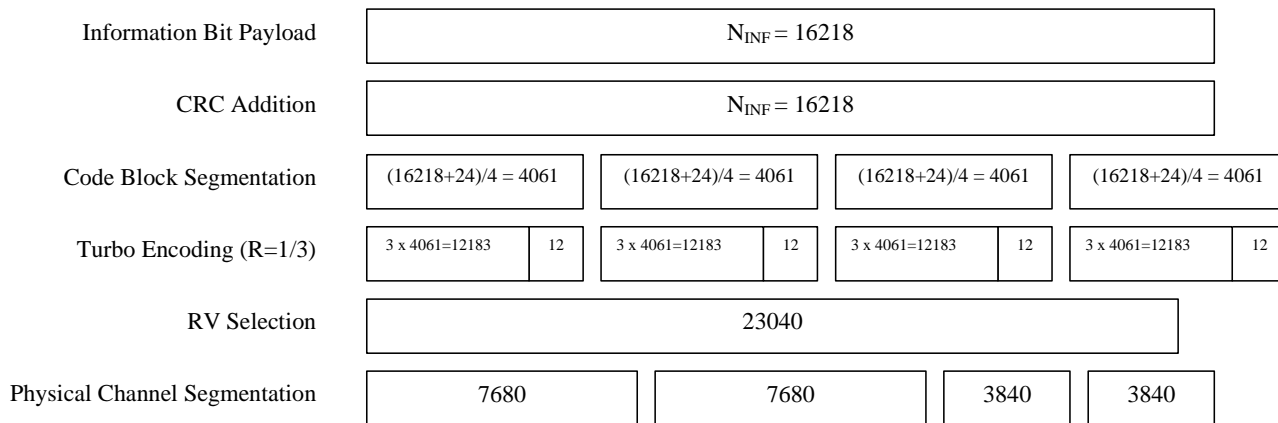 Information Bit Payload N_INF = 16218
CRC Addition N_INF = 16218
Code Block Segmentation (16218+24)/4 = 4061 (16218+24)/4 = 4061 (16218+24)/4 = 4061 (16218+24)/4 = 4061
Turbo Encoding (R=1/3) 3 x 4061=12183 12 3 x 4061=12183 12 3 x 4061=12183 12 3 x 4061=12183 12
RV Selection 23040
Physical Channel Segmentation 7680 7680 3840 3840